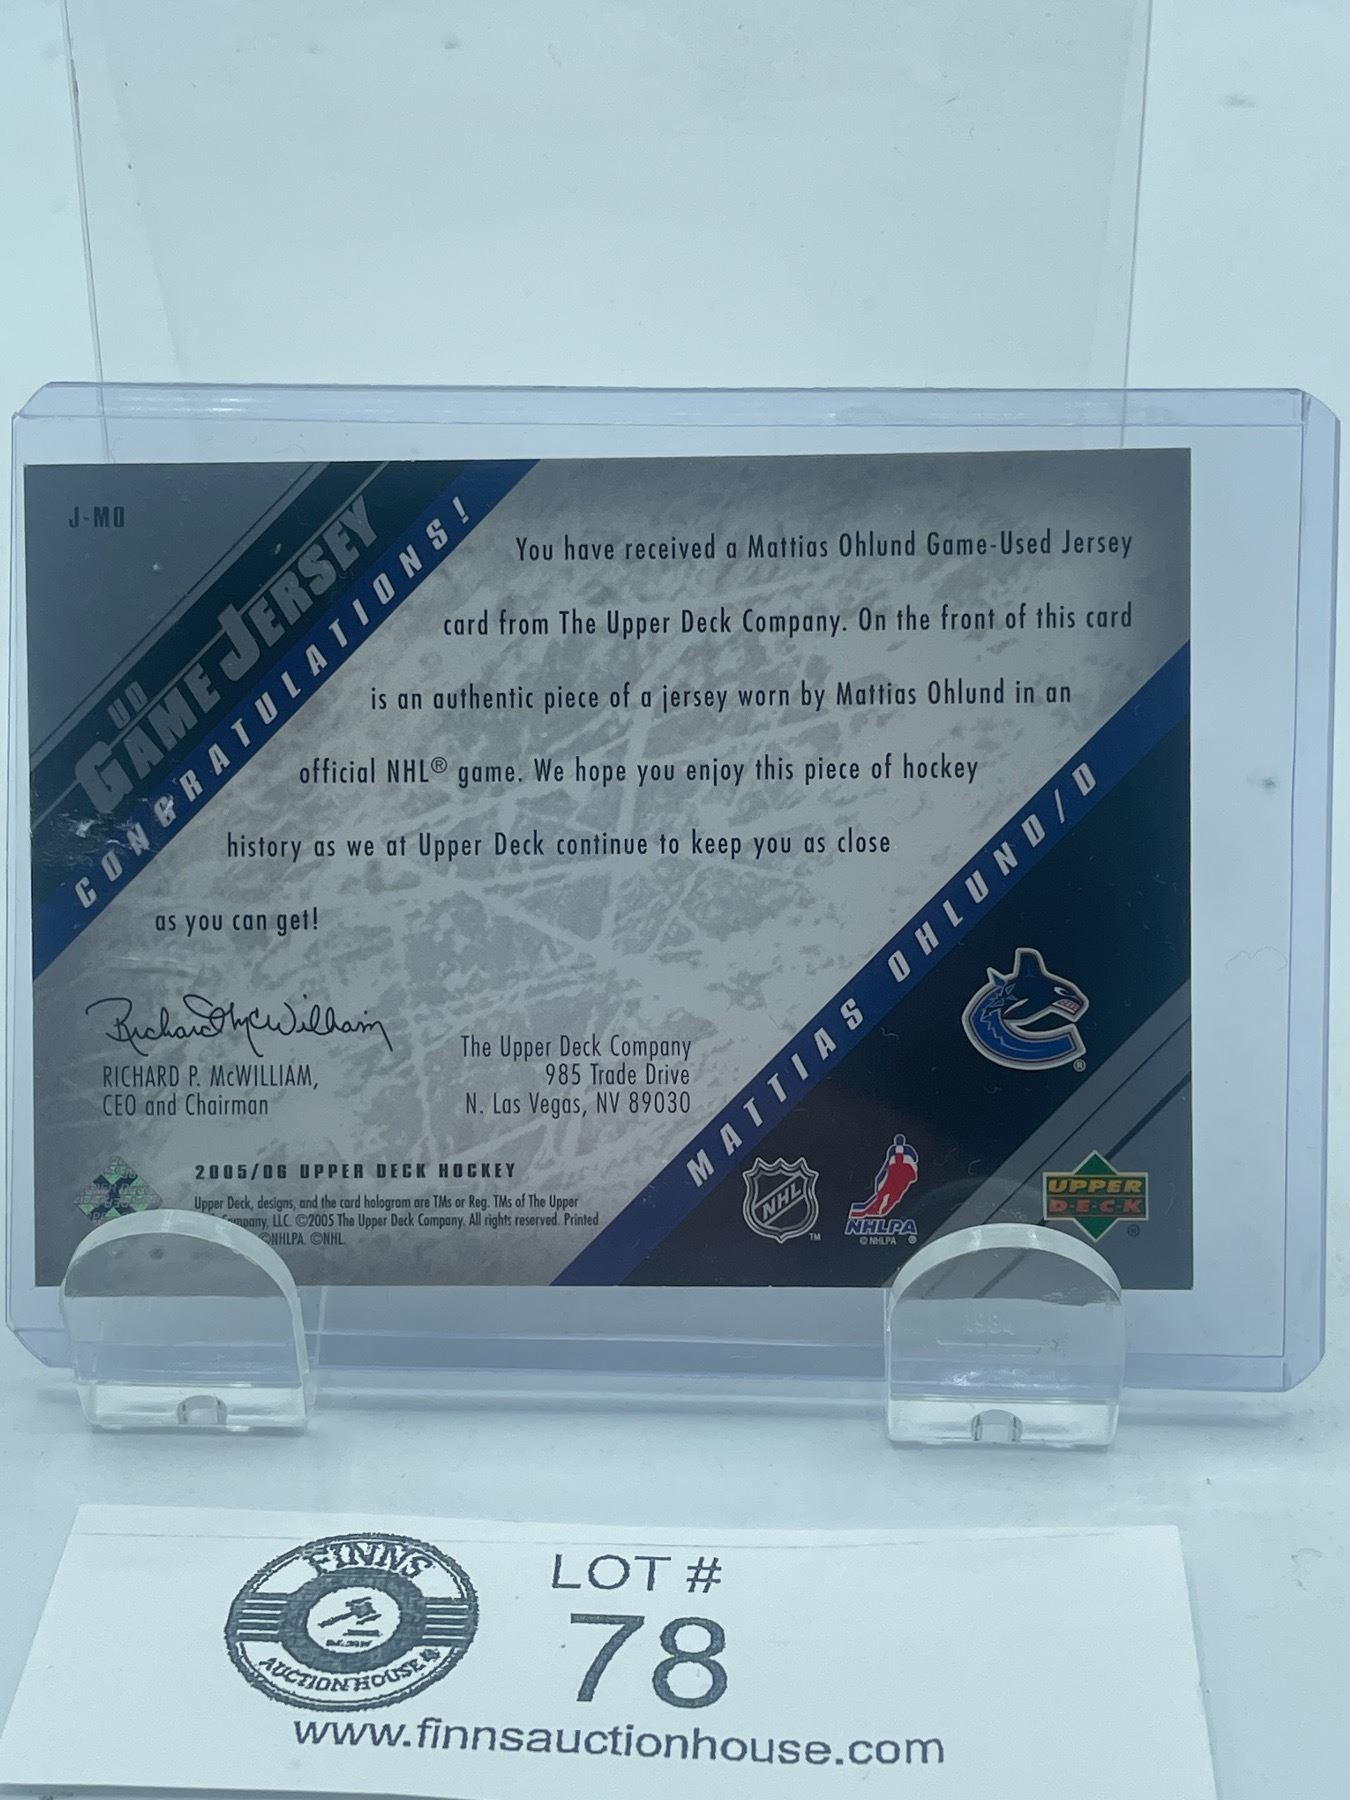 J-MO
UD
GAME JERSEY
CONGRATULATIONS!
You have received a Mattias Ohlund Game-Used Jersey
card from The Upper Deck Company. On the front of this card
is an authentic piece of a jersey worn by Mattias Ohlund in an
official NHL® game. We hope you enjoy this piece of hockey
history as we at Upper Deck continue to keep you as close
as you can get!
Richard McWilliam
RICHARD P. McWILLIAM,
CEO and Chairman
The Upper Deck Company
985 Trade Drive
N. Las Vegas, NV 89030
MATTIAS OHLUND/D
2005/06 UPPER DECK HOCKEY
Upper Deck, designs, and the card hologram are TMs or Reg. TMs of The Upper
Company, LLC. ©2005 The Upper Deck Company. All rights reserved. Printed
©NHLPA. ©NHL.
NHL
TM
NHLPA
© NHLPA ®
UPPER
D·E·C·K
®
FINNS
AUCTIONHOUSE
LOT #
78
www.finnsauctionhouse.com